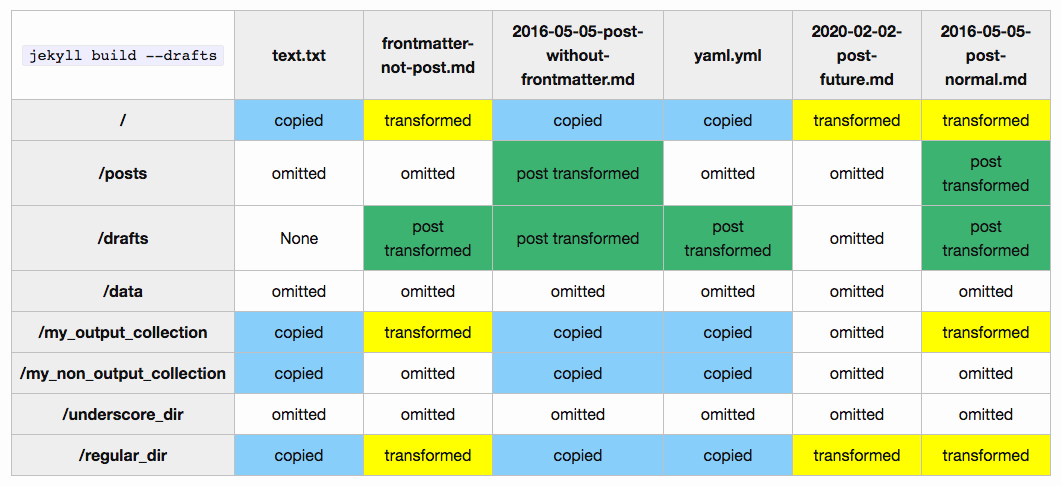 jekyll build --drafts text.txt frontmatter-not-post.md 2016-05-05-post-without-frontmatter.md yaml.yml 2020-02-02-post-future.md 2016-05-05-post-normal.md
/ copied transformed copied copied transformed transformed
/posts omitted omitted post transformed omitted omitted post transformed
/drafts None post transformed post transformed post transformed omitted post transformed
/data omitted omitted omitted omitted omitted omitted
/my_output_collection copied transformed copied copied omitted transformed
/my_non_output_collection copied omitted copied copied omitted omitted
/underscore_dir omitted omitted omitted omitted omitted omitted
/regular_dir copied transformed copied copied transformed transformed